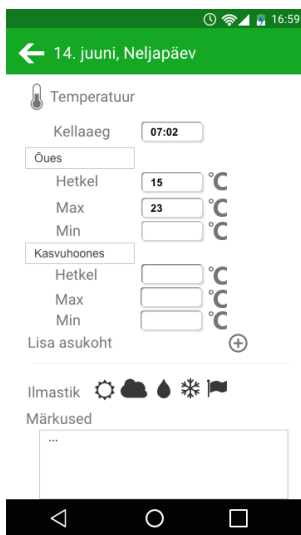 16:59
14. juuni, Neljapäev
Temperatuur
Kellaaeg 07:02
Õues
Hetkel 15 °C
Max 23 °C
Min °C
Kasvuhoones
Hetkel °C
Max °C
Min °C
Lisa asukoht
Ilmastik
Märkused
...